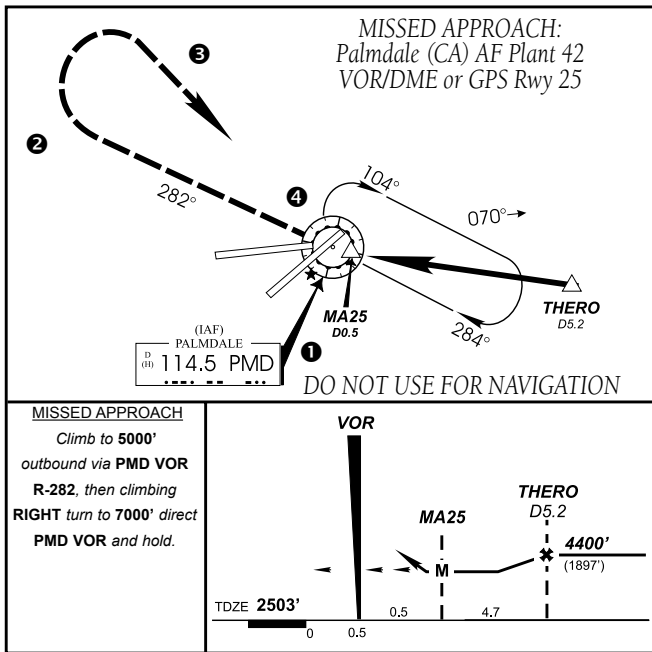 MISSED APPROACH:
Palmdale (CA) AF Plant 42
VOR/DME or GPS Rwy 25
❸
❷
282°
❹
104°
070°→
284°
MA25
D0.5
THERO
D5.2
❶
(IAF)
PALMDALE
D
(H) 114.5 PMD
DO NOT USE FOR NAVIGATION
MISSED APPROACH
Climb to 5000'
outbound via PMD VOR
R-282, then climbing
RIGHT turn to 7000' direct
PMD VOR and hold.
VOR
MA25
THERO
D5.2
M
4400'
(1897')
TDZE 2503'
0.5
4.7
0
0.5